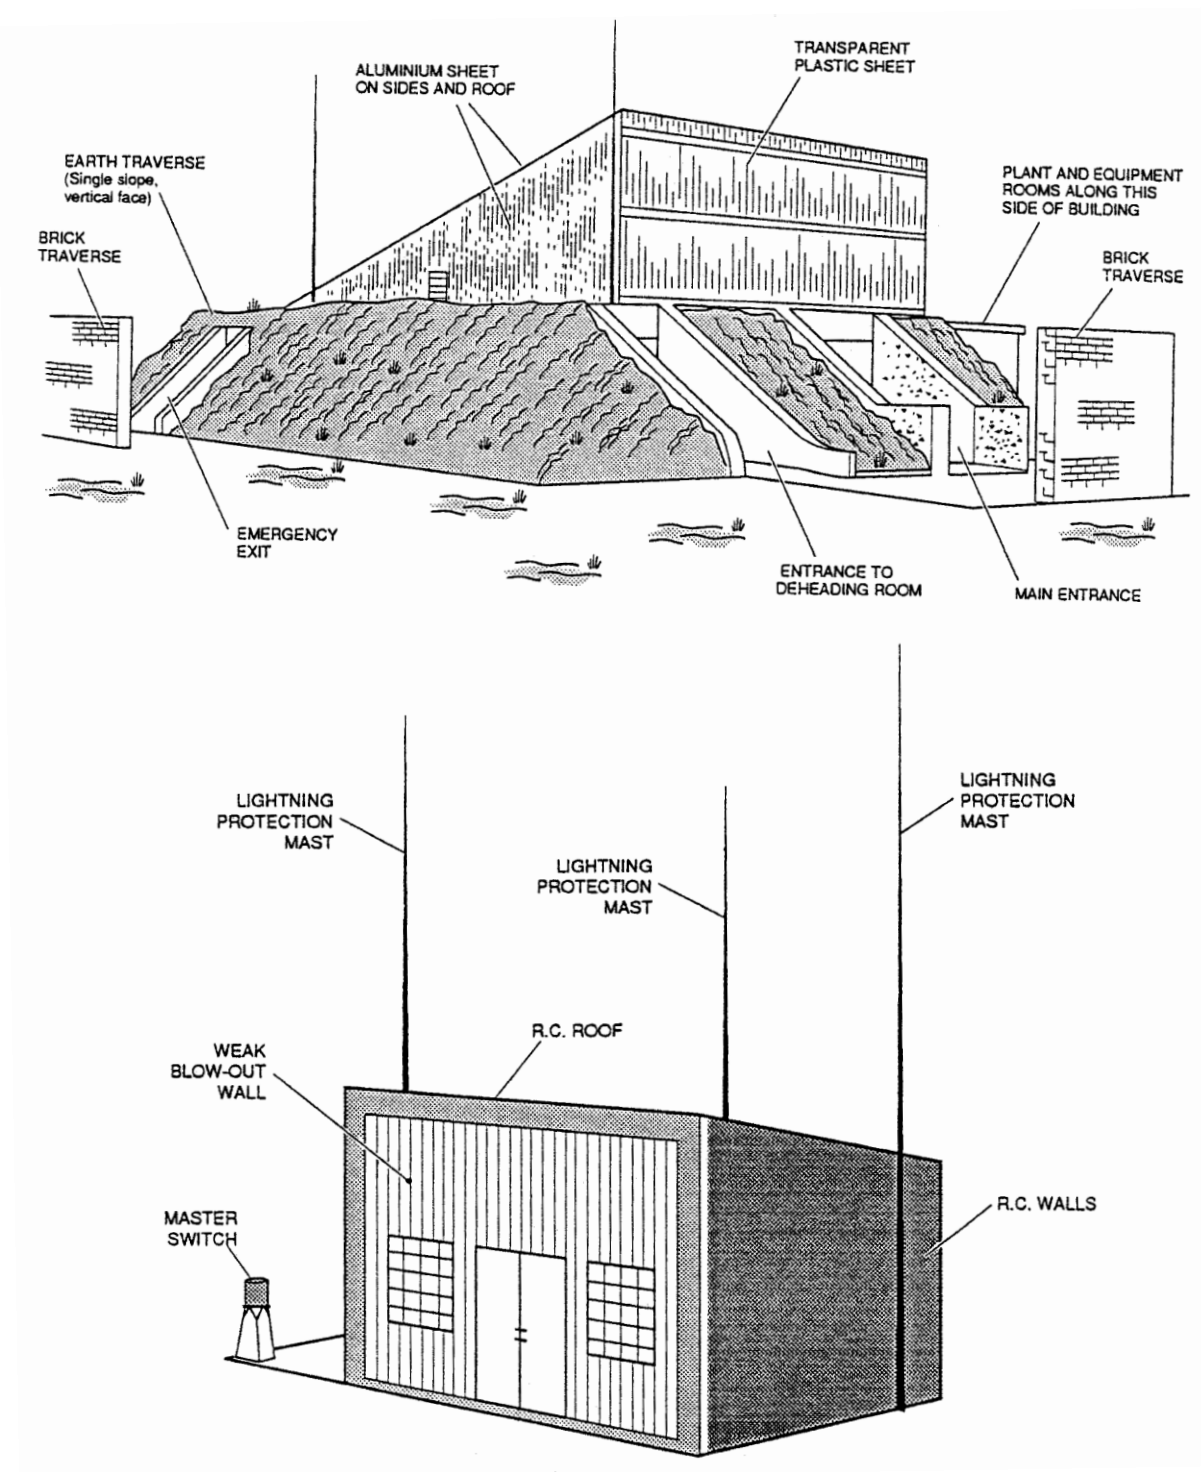 TRANSPARENT
PLASTIC SHEET
ALUMINIUM SHEET
ON SIDES AND ROOF
EARTH TRAVERSE
(Single slope,
vertical face)
PLANT AND EQUIPMENT
ROOMS ALONG THIS
SIDE OF BUILDING
BRICK
TRAVERSE
BRICK
TRAVERSE
EMERGENCY
EXIT
ENTRANCE TO
DEHEADING ROOM
MAIN ENTRANCE
LIGHTNING
PROTECTION
MAST
LIGHTNING
PROTECTION
MAST
LIGHTNING
PROTECTION
MAST
R.C. ROOF
WEAK
BLOW-OUT
WALL
R.C. WALLS
MASTER
SWITCH